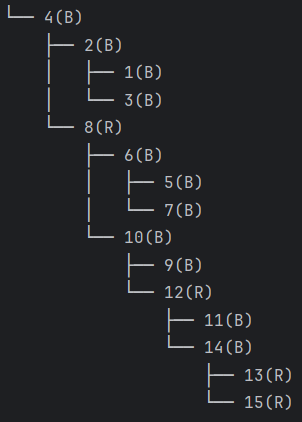 └── 4(B)
    ├── 2(B)
    │   ├── 1(B)
    │   └── 3(B)
    └── 8(R)
        ├── 6(B)
        │   ├── 5(B)
        │   └── 7(B)
        └── 10(B)
            ├── 9(B)
            └── 12(R)
                ├── 11(B)
                └── 14(B)
                    ├── 13(R)
                    └── 15(R)